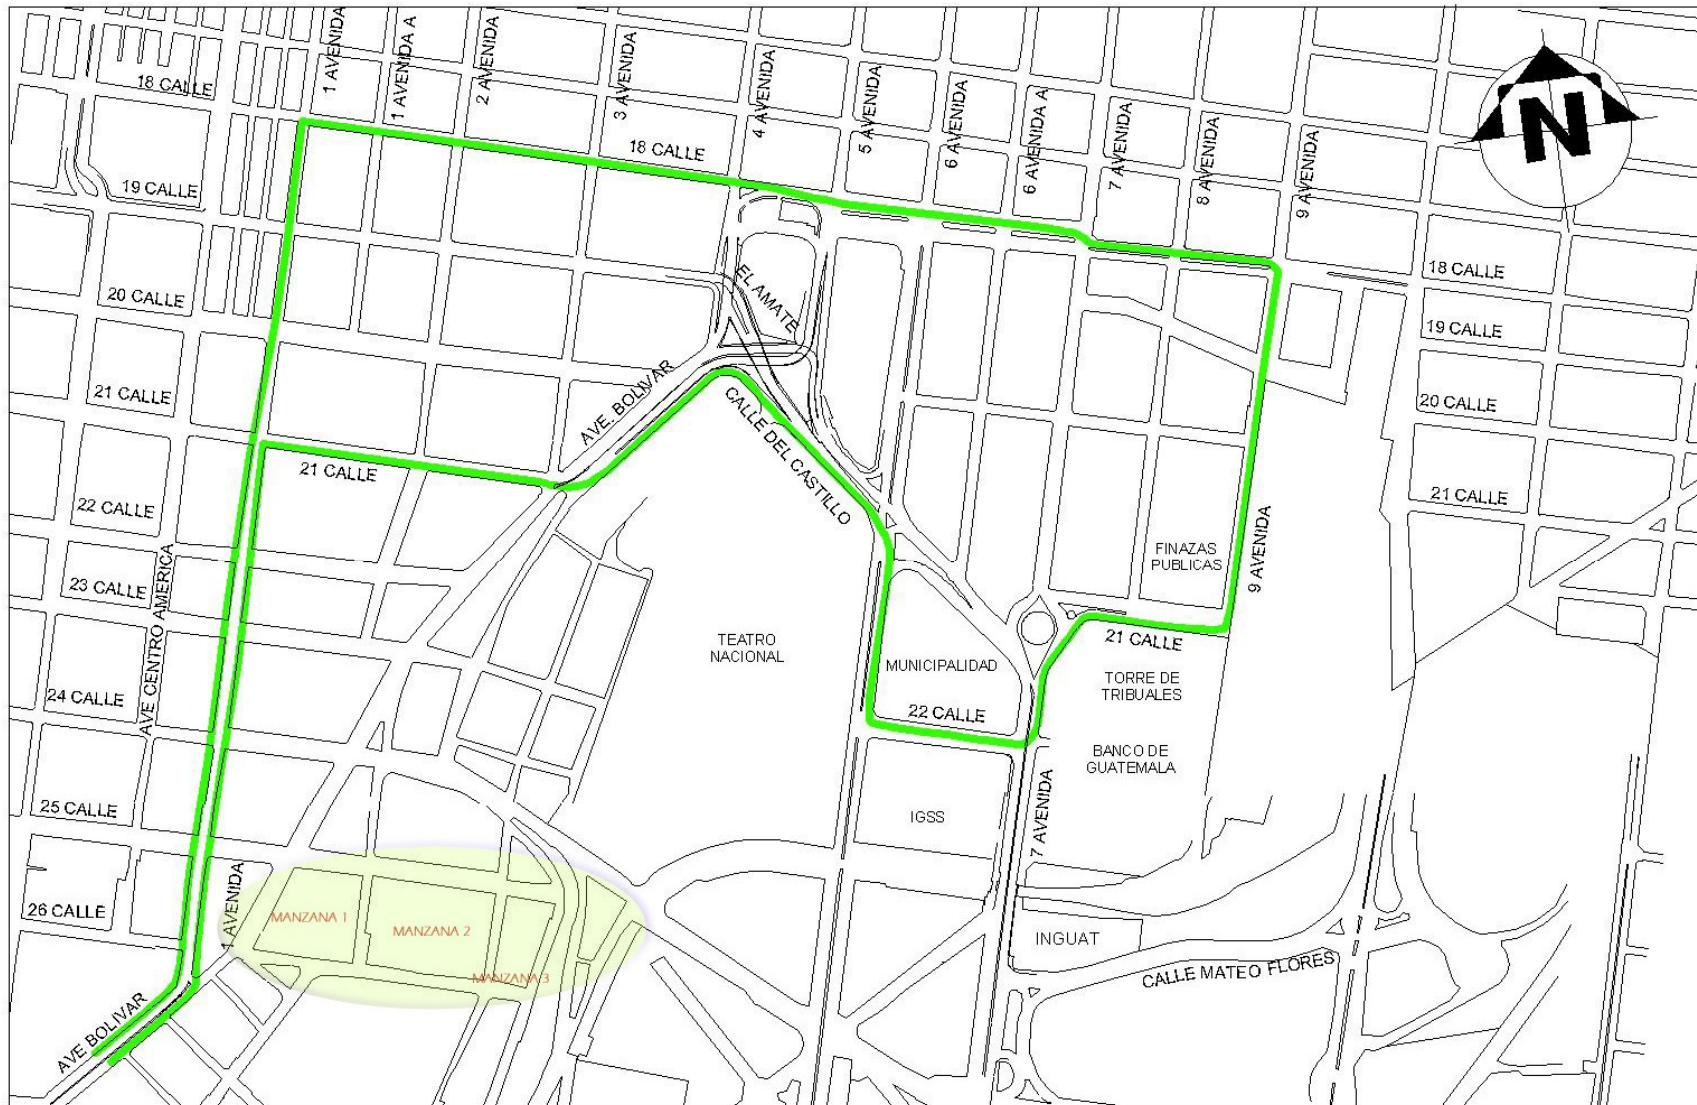 1 AVENIDA
1 AVENIDA A
2 AVENIDA
3 AVENIDA
4 AVENIDA
5 AVENIDA
6 AVENIDA
6 AVENIDA A
7 AVENIDA
8 AVENIDA
9 AVENIDA
N
18 CALLE
18 CALLE
19 CALLE
18 CALLE
20 CALLE
EL AMATE
19 CALLE
21 CALLE
AVE. BOLIVAR
CALLE DEL CASTILLO
20 CALLE
21 CALLE
21 CALLE
22 CALLE
23 CALLE
AVE CENTRO AMERICA
FINAZAS
PUBLICAS
9 AVENIDA
TEATRO
NACIONAL
MUNICIPALIDAD
21 CALLE
24 CALLE
22 CALLE
TORRE DE
TRIBUALES
BANCO DE
GUATEMALA
25 CALLE
IGSS
7 AVENIDA
26 CALLE
1 AVENIDA
MANZANA 1
MANZANA 2
MANZANA 3
INGUAT
CALLE MATEO FLORES
AVE BOLIVAR